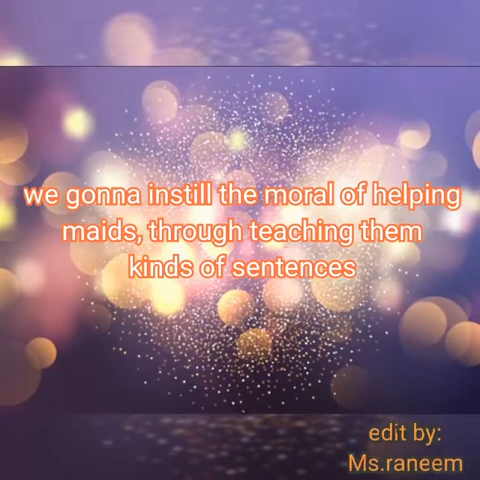 we gonna instill the moral of helping
maids, through teaching them
kinds of sentences
edit by:
Ms.raneem